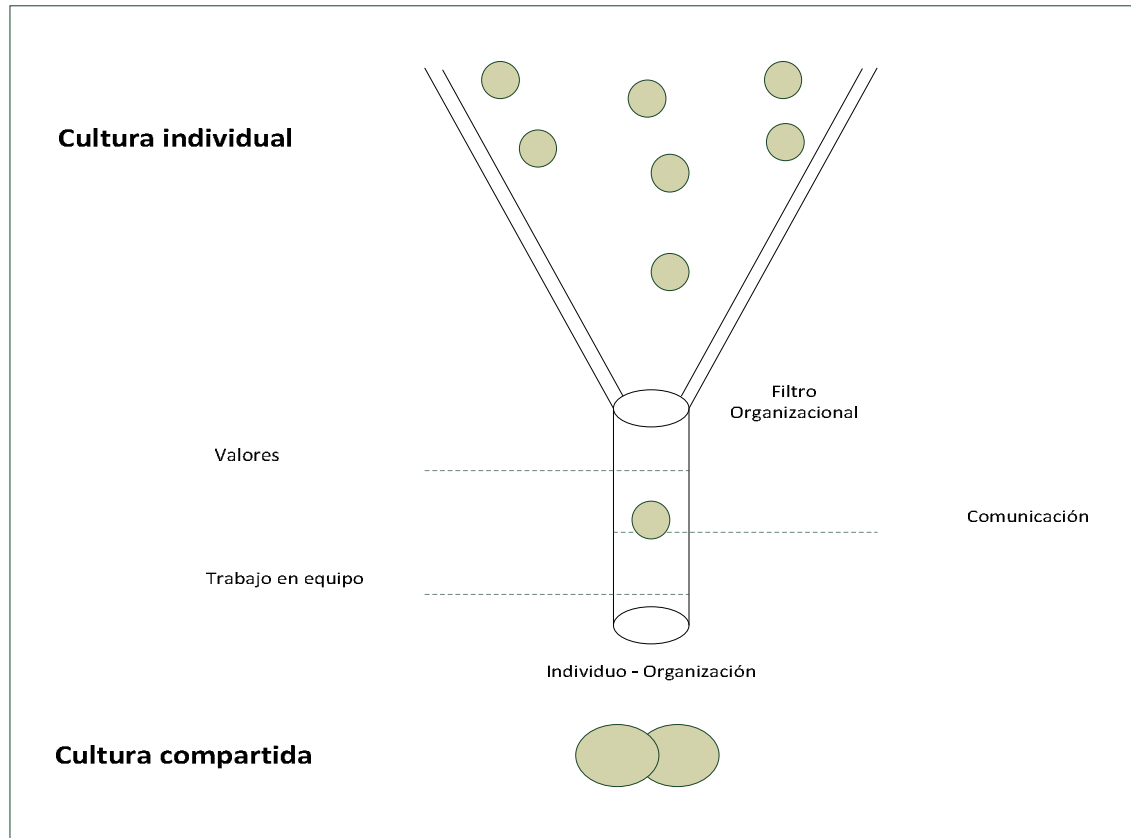 Cultura individual
Filtro
Organizacional
Valores
Comunicación
Trabajo en equipo
Individuo - Organización
Cultura compartida